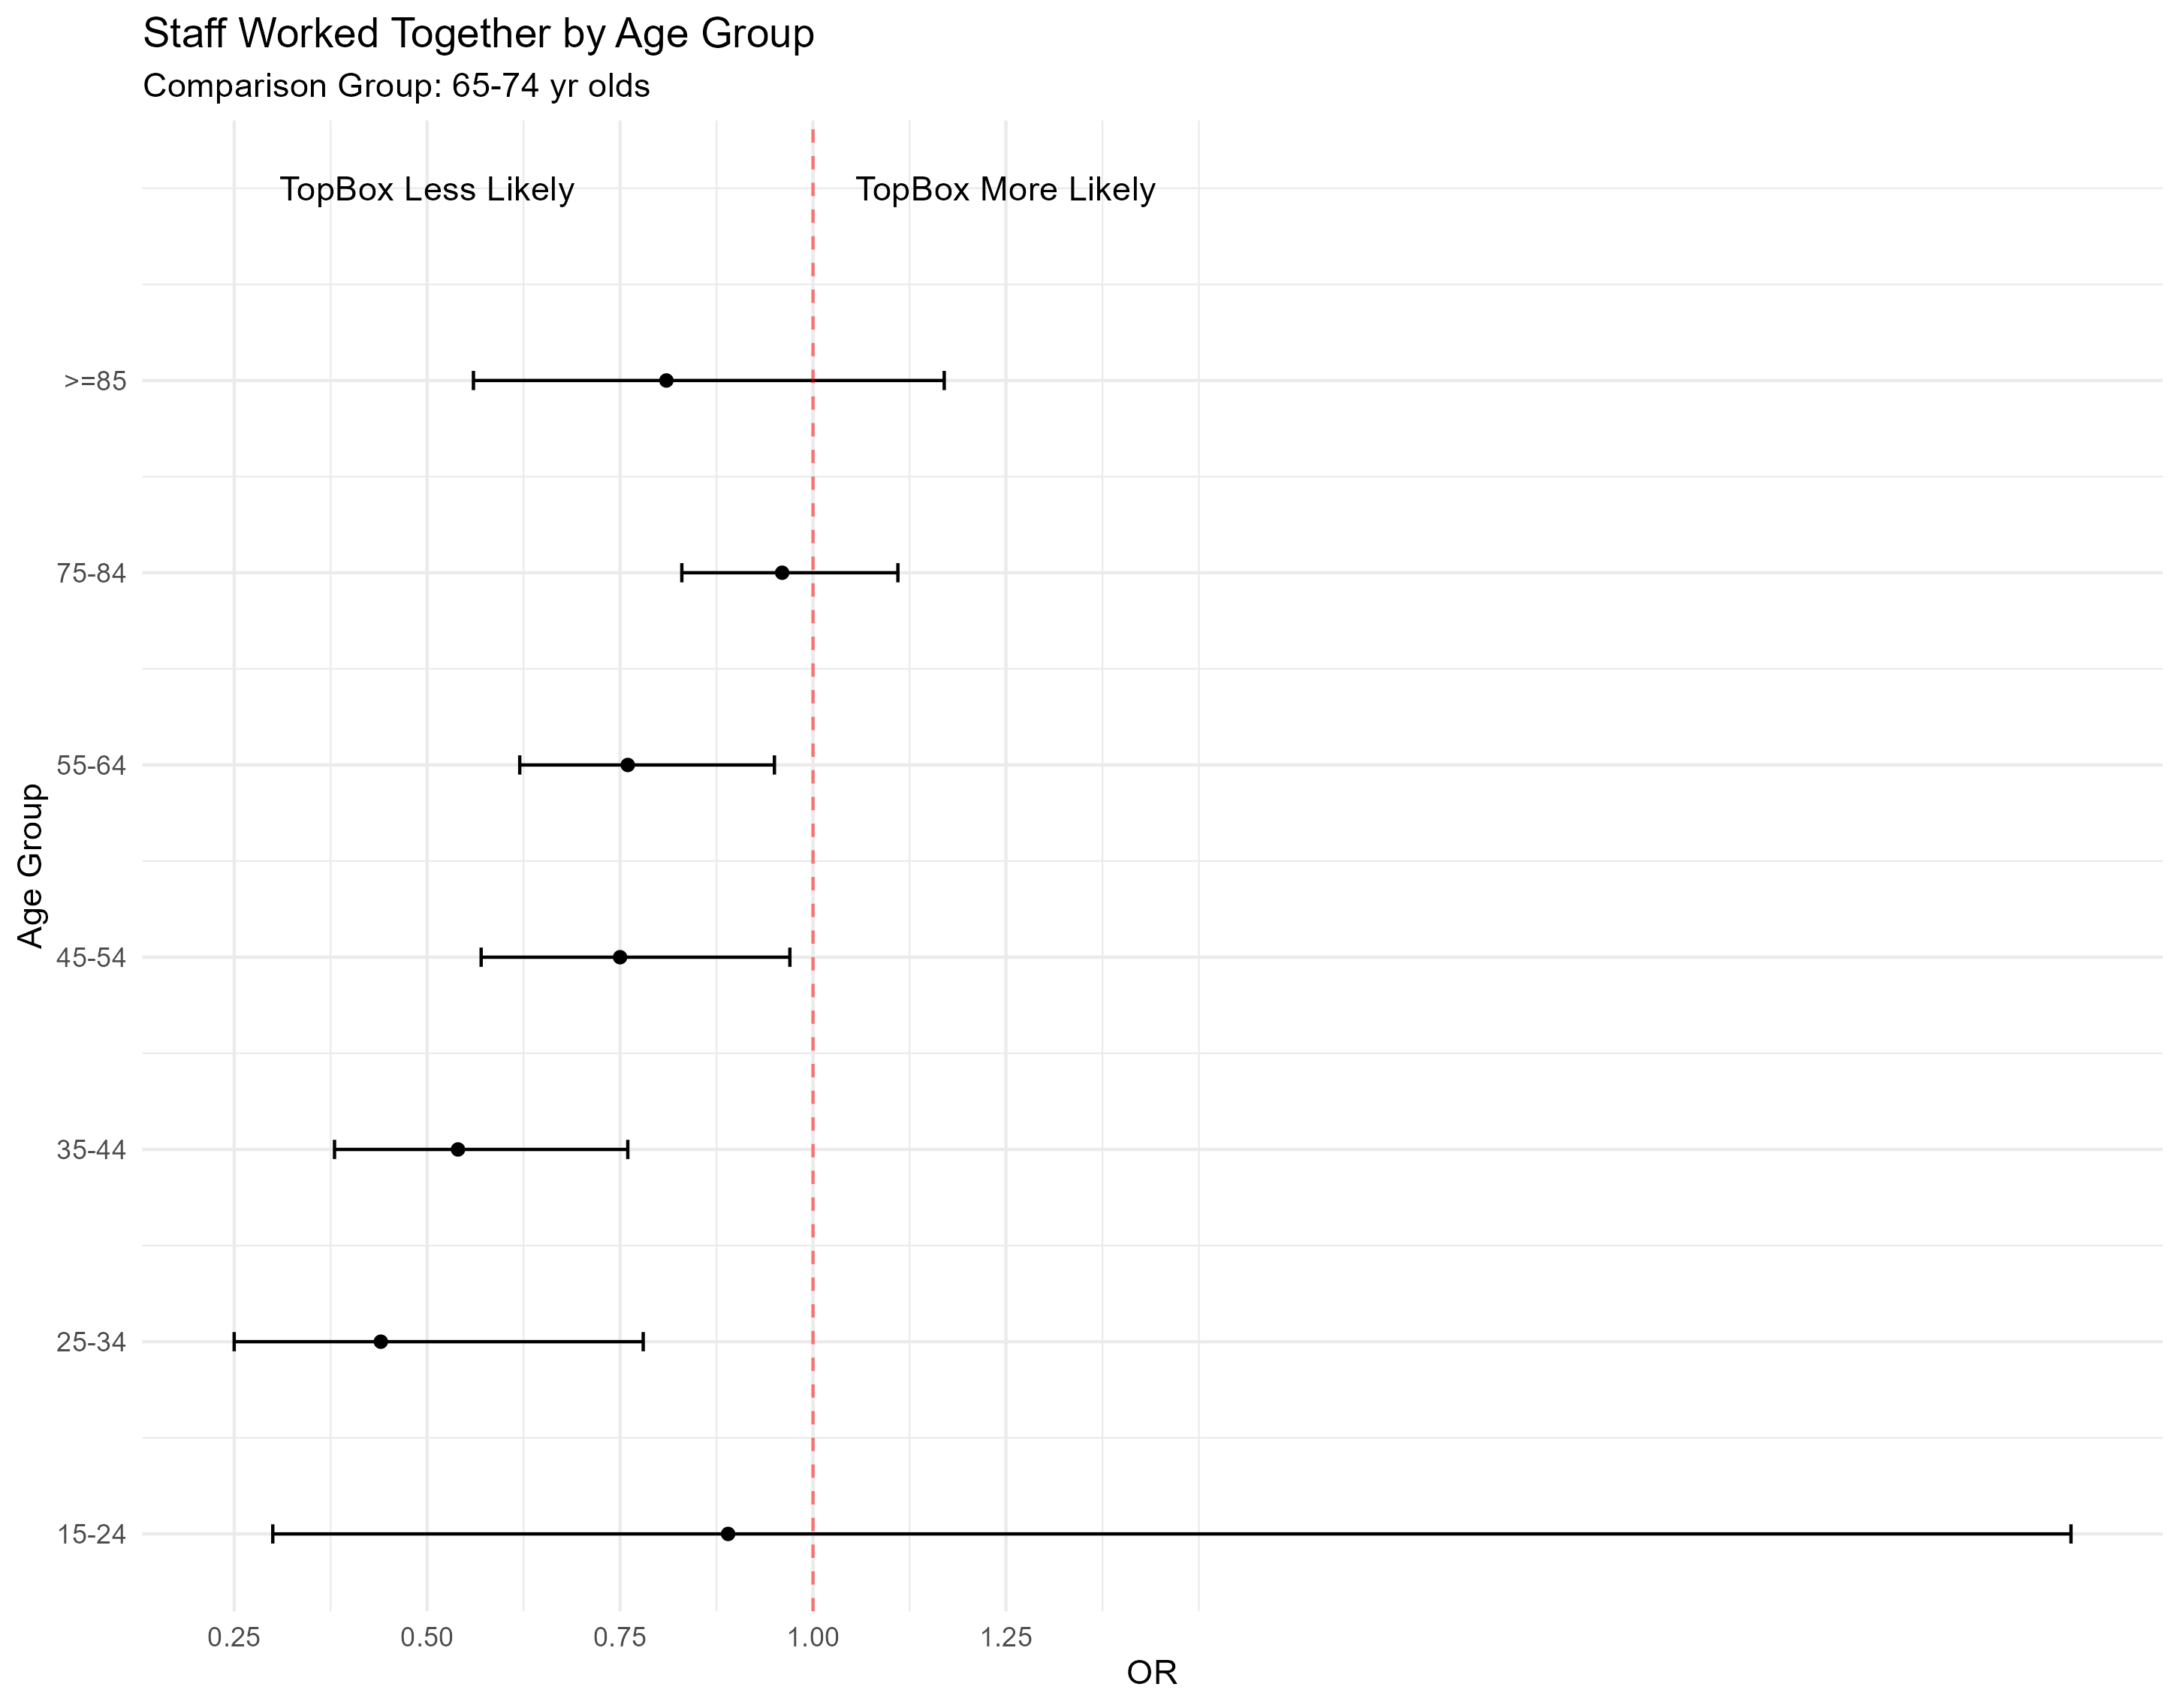 Staff Worked Together by Age Group
Comparison Group: 65-74 yr olds
TopBox Less Likely
TopBox More Likely
>=85
75-84
55-64
45-54
35-44
25-34
15-24
Age Group
0.25
0.50
0.75
1.00
1.25
OR